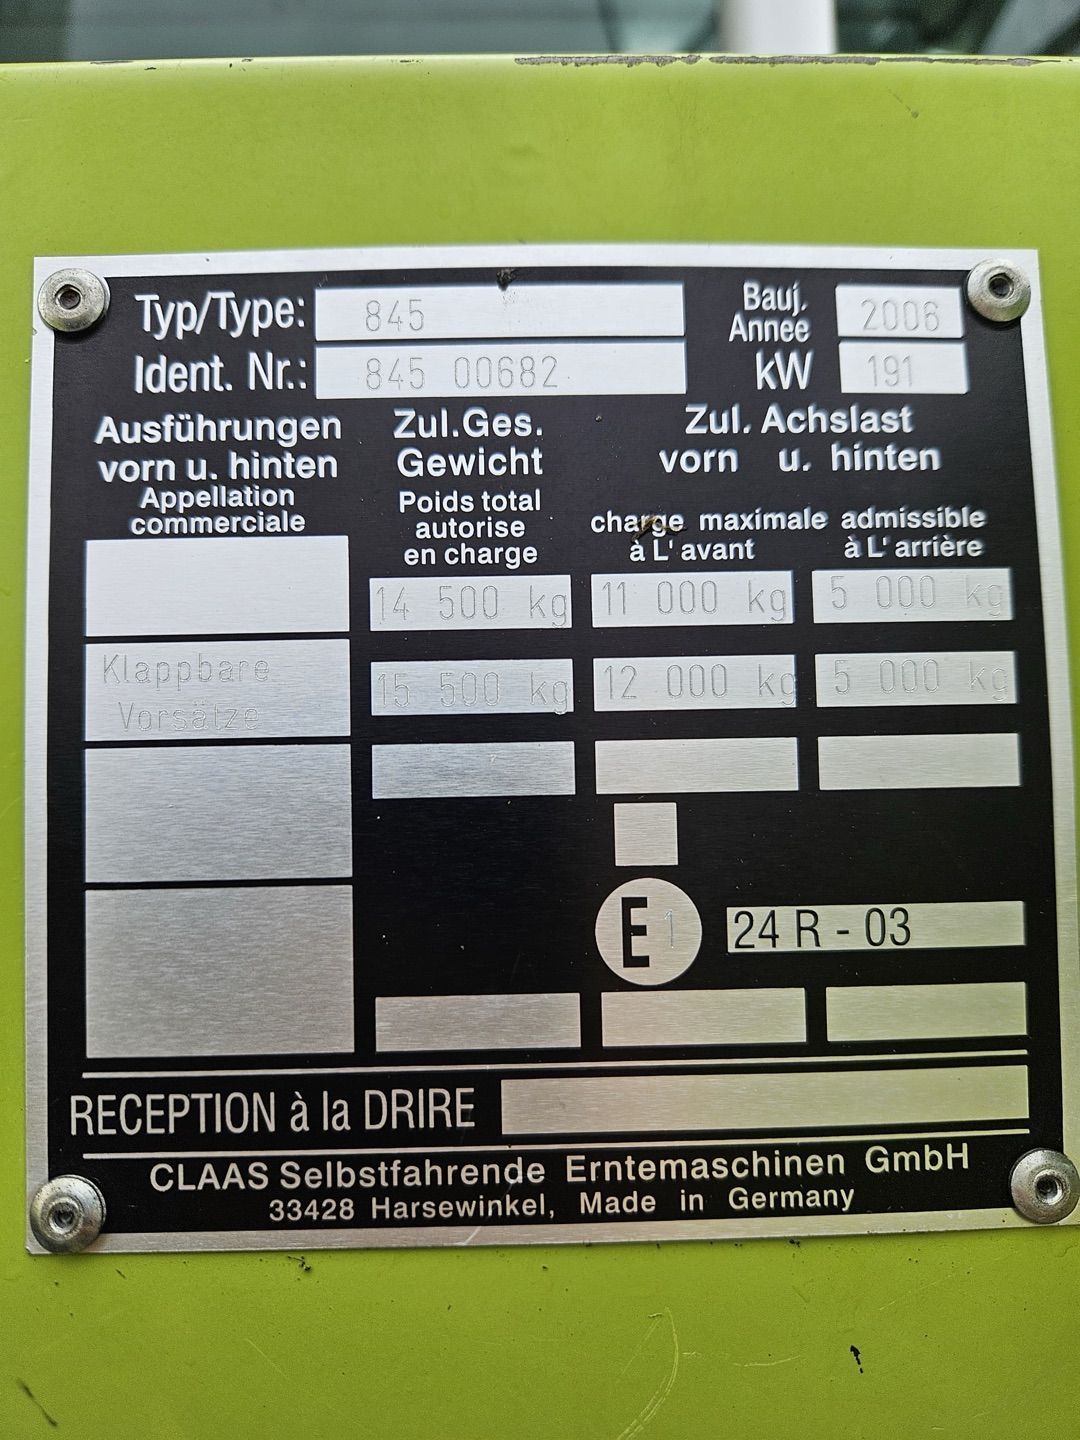 Typ/Type: 845
Bauj. Annee 2006
Ident. Nr.: 845 00682
kW 191
Ausführungen
vorn u. hinten
Appellation
commerciale
Zul.Ges.
Gewicht
Poids total
autorise
en charge
Zul. Achslast
vorn u. hinten
charge maximale admissible
à L' avant à L' arrière
14 500 kg 11 000 kg 5 000 kg
Klappbare
Vorsätze
15 500 kg 12 000 kg 5 000 kg
E 1 24 R - 03
RECEPTION à la DRIRE
CLAAS Selbstfahrende Erntemaschinen GmbH
33428 Harsewinkel, Made in Germany